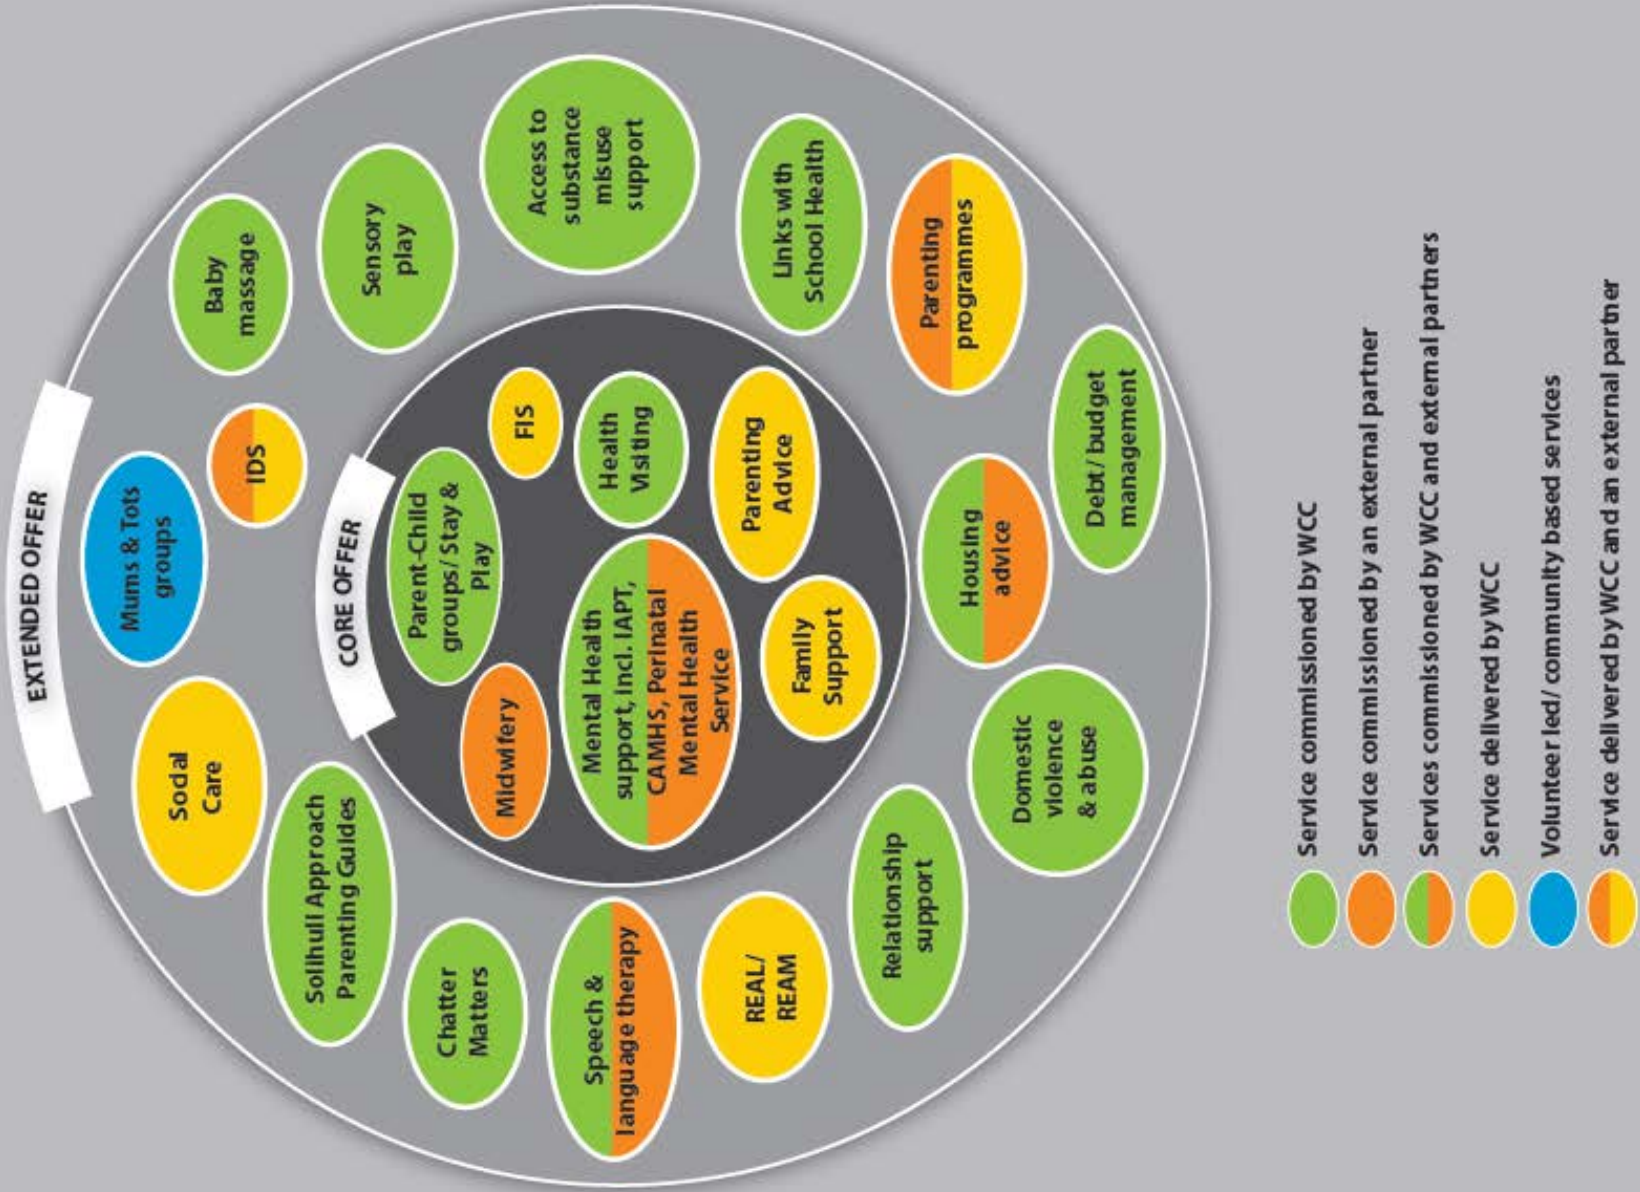 EXTENDED OFFER
Mums & Tots
groups
IDS
Baby
massage
Sensory
play
Access to
substance
misuse
support
Links with
School Health
Parenting
programmes
Debt/ budget
management
Housing
advice
Domestic
violence
& abuse
Relationship
support
REAL/
REAM
Speech &
language therapy
Chatter
Matters
Solihull Approach
Parenting Guides
Social
Care
CORE OFFER
Parent-Child
groups/ Stay &
Play
FIS
Health
Visiting
Parenting
Advice
Family
Support
Mental Health
support, incl. IAPT,
CAMHS, Perinatal
Mental Health
Service
Midwifery
Service commissioned by WCC
Service commissioned by an external partner
Services commissioned by WCC and external partners
Service delivered by WCC
Volunteer led/ community based services
Service delivered by WCC and an external partner